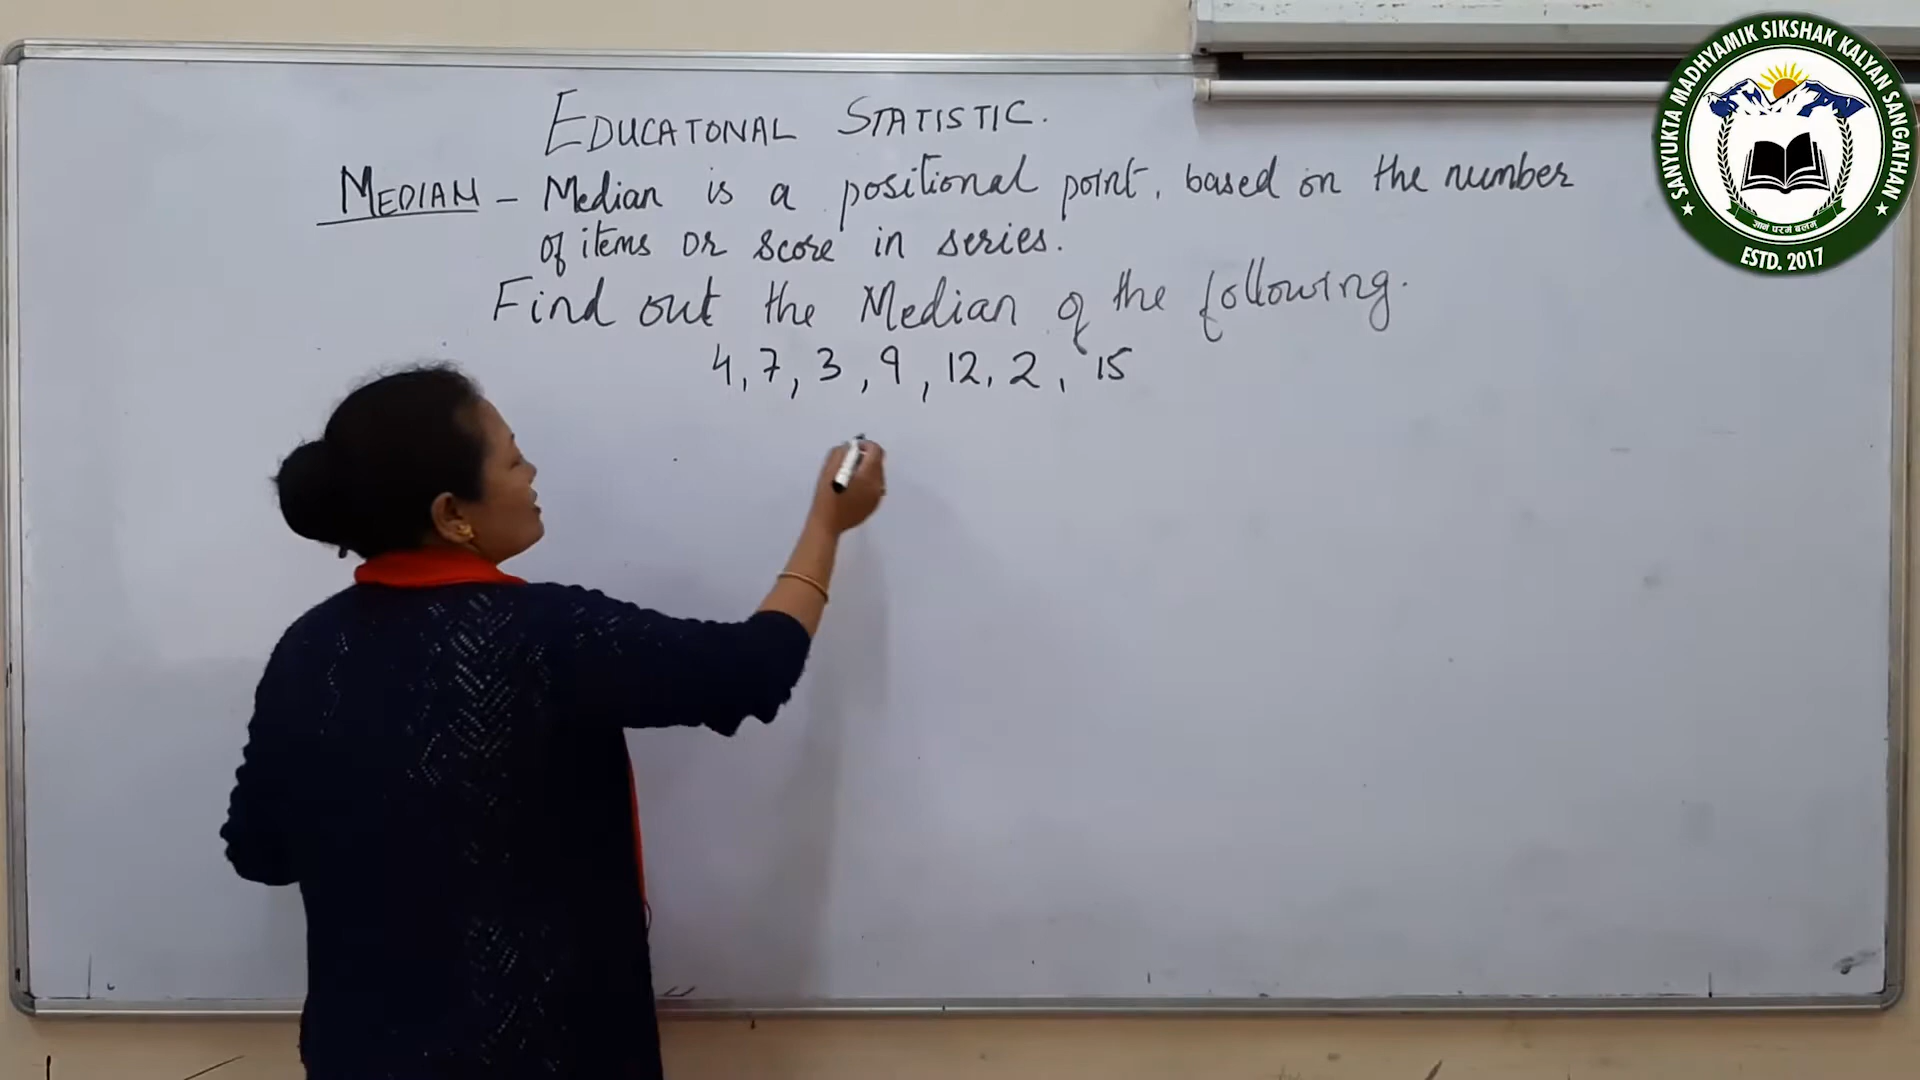 EDUCATONAL STATISTIC.
MEDIAN - Median is a positional point, based on the number
of items or score in series.
Find out the Median of the following.
4, 7, 3, 9, 12, 2, 15
SANYUKTA MADHYAMIK SIKSHAK KALYAN SANGATHAN
ज्ञानं परमं बलम्
ESTD. 2017